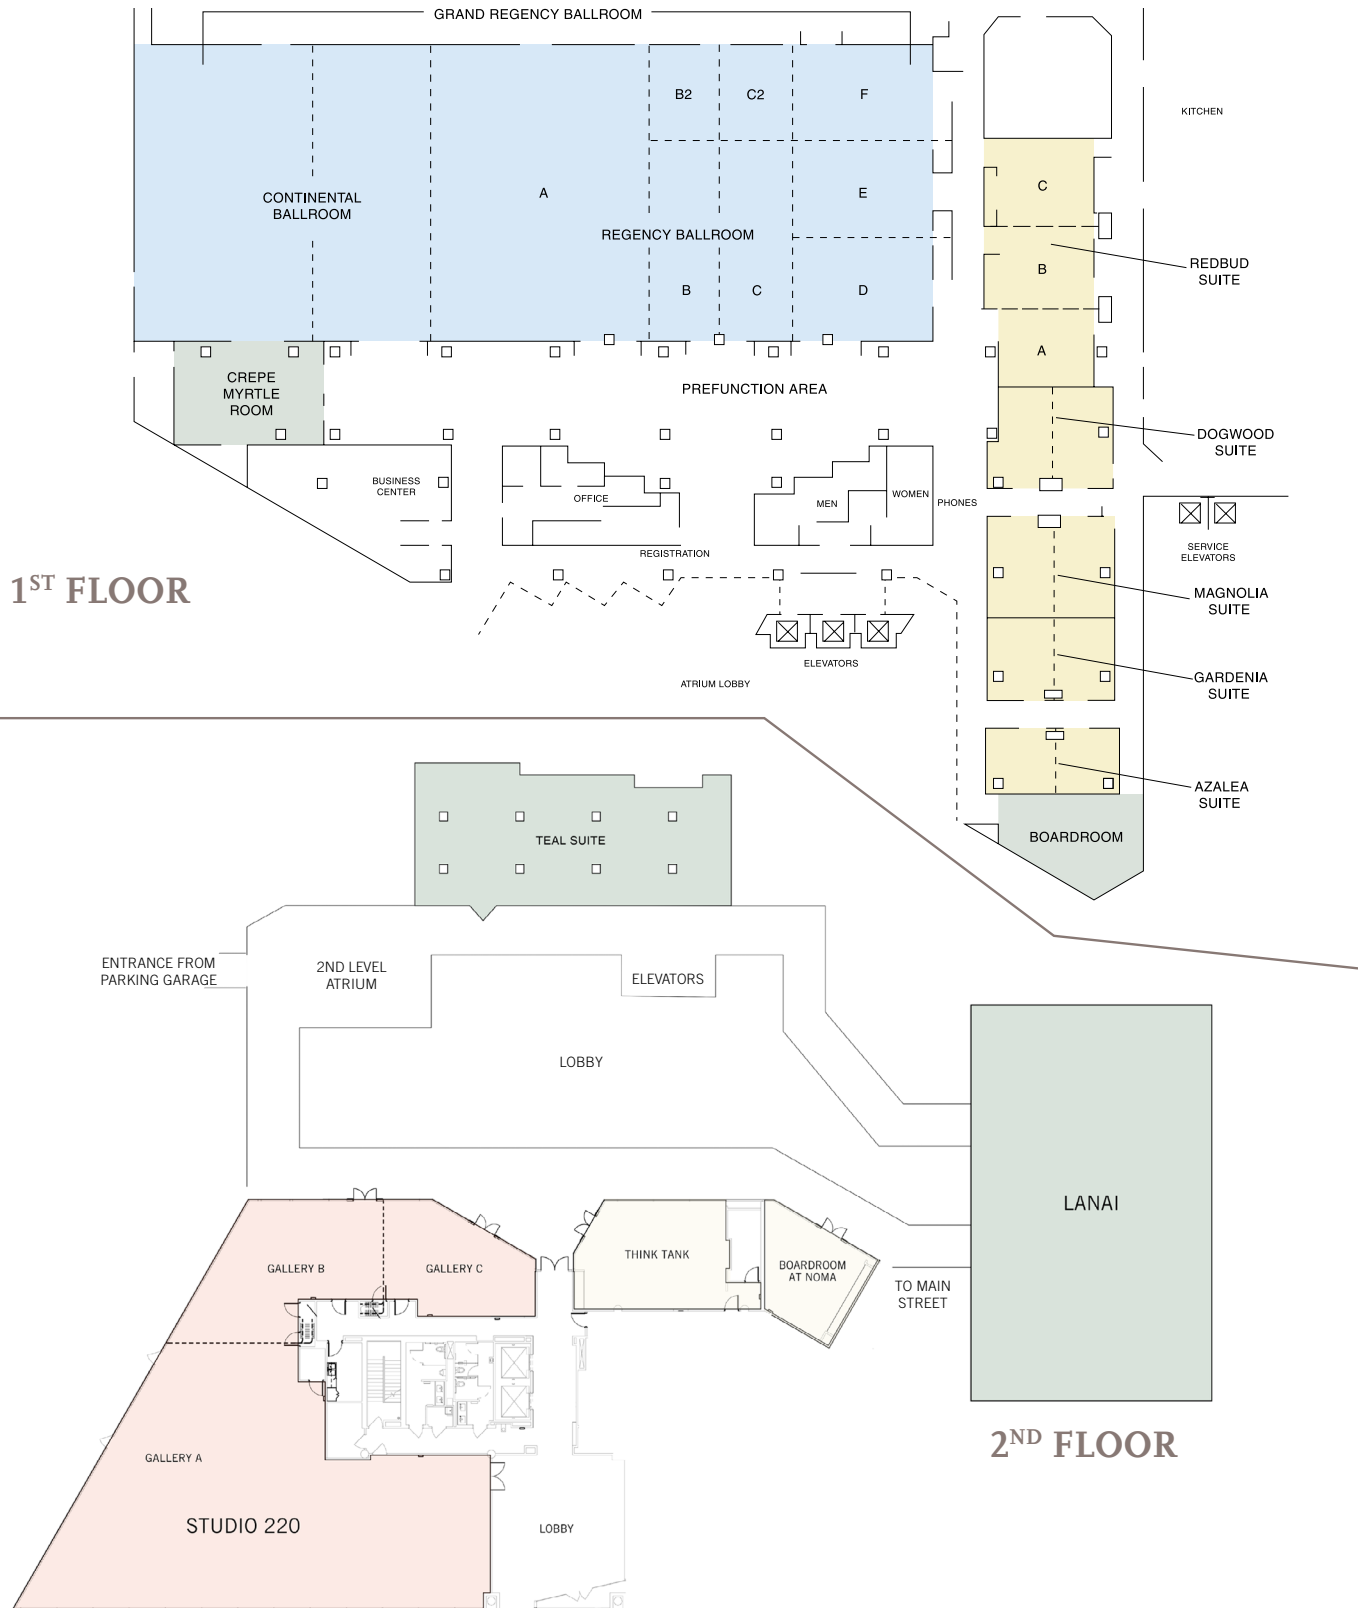 GRAND REGENCY BALLROOM
B2
C2
F
KITCHEN
CONTINENTAL
BALLROOM
A
E
C
REGENCY BALLROOM
B
REDBUD
SUITE
B
C
D
A
CREPE
MYRTLE
ROOM
PREFUNCTION AREA
DOGWOOD
SUITE
BUSINESS
CENTER
OFFICE
MEN
WOMEN
PHONES
REGISTRATION
SERVICE
ELEVATORS
1ST FLOOR
MAGNOLIA
SUITE
ELEVATORS
ATRIUM LOBBY
GARDENIA
SUITE
AZALEA
SUITE
BOARDROOM
TEAL SUITE
ENTRANCE FROM
PARKING GARAGE
2ND LEVEL
ATRIUM
ELEVATORS
LOBBY
LANAI
GALLERY B
GALLERY C
THINK TANK
BOARDROOM
AT NOMA
TO MAIN
STREET
2ND FLOOR
GALLERY A
STUDIO 220
LOBBY